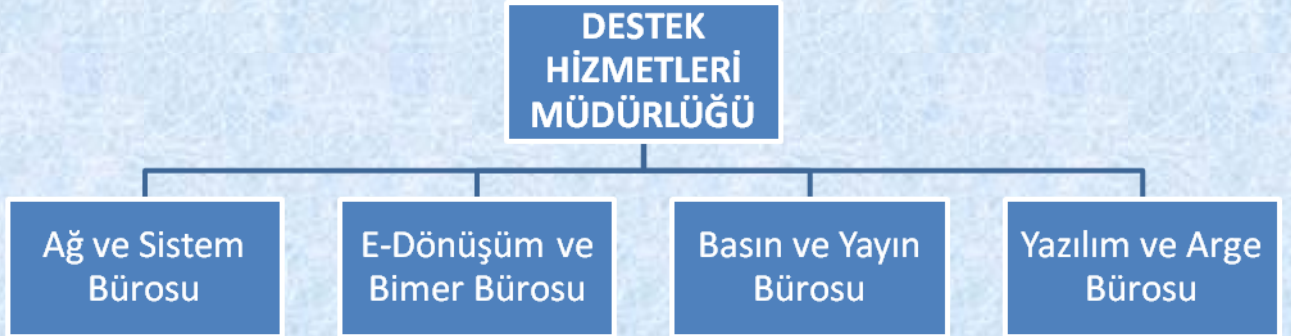 DESTEK
HİZMETLERİ
MÜDÜRLÜĞÜ
Ağ ve Sistem
Bürosu
E-Dönüşüm ve
Bimer Bürosu
Basın ve Yayın
Bürosu
Yazılım ve Arge
Bürosu